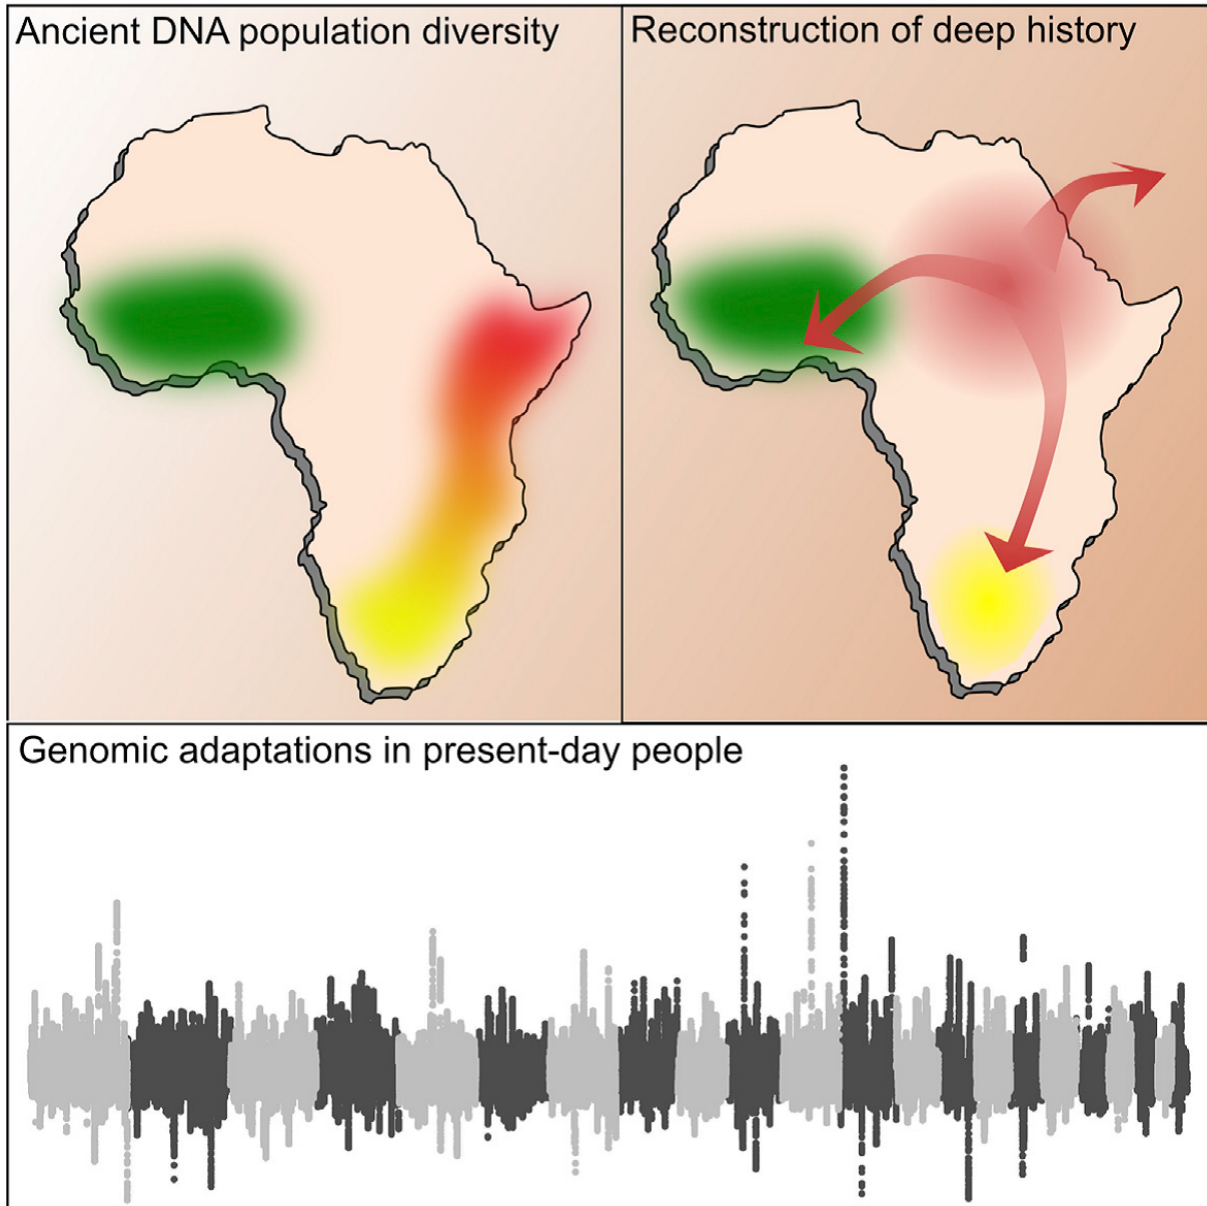 Ancient DNA population diversity
Reconstruction of deep history
Genomic adaptations in present-day people